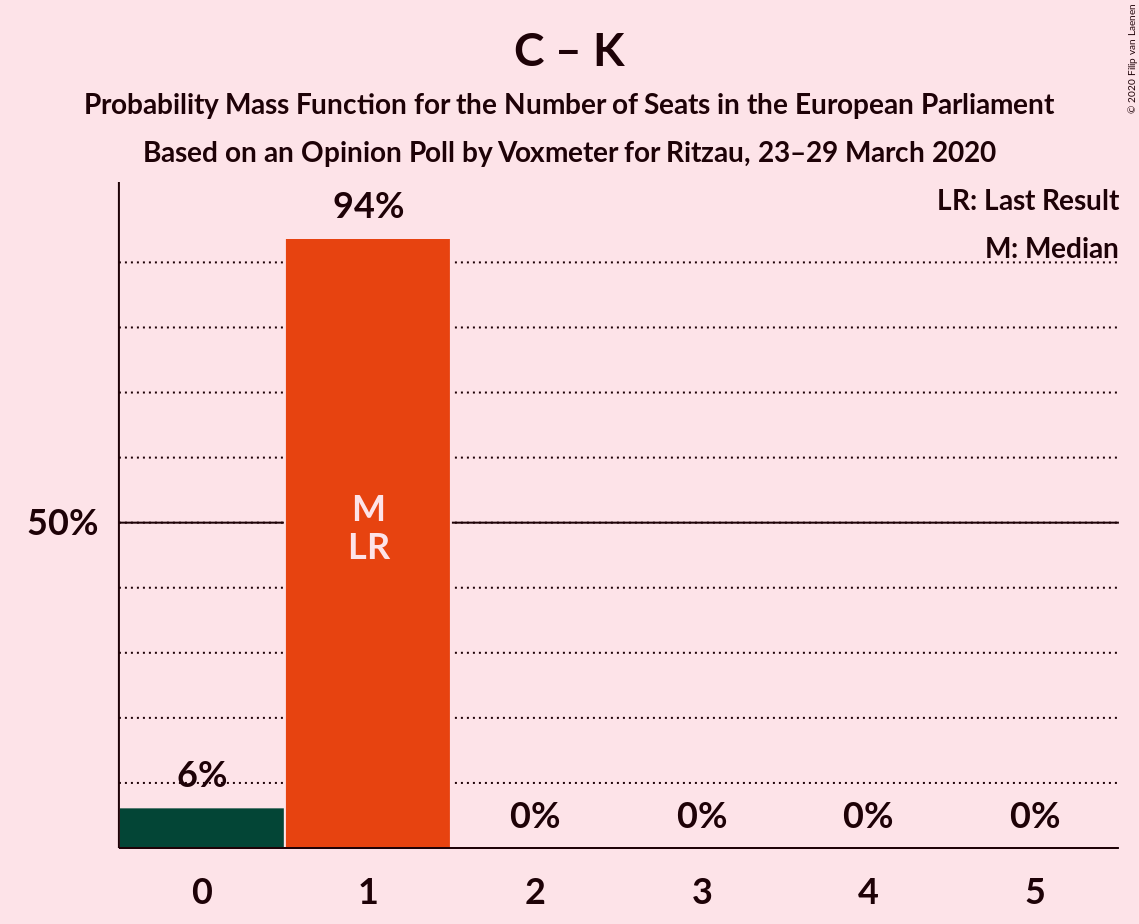 C – K
Probability Mass Function for the Number of Seats in the European Parliament
Based on an Opinion Poll by Voxmeter for Ritzau, 23–29 March 2020
© 2020 Filip van Laenen
LR: Last Result
M: Median
94%
50%
M
LR
6%
0%
0%
0%
0%
0
1
2
3
4
5